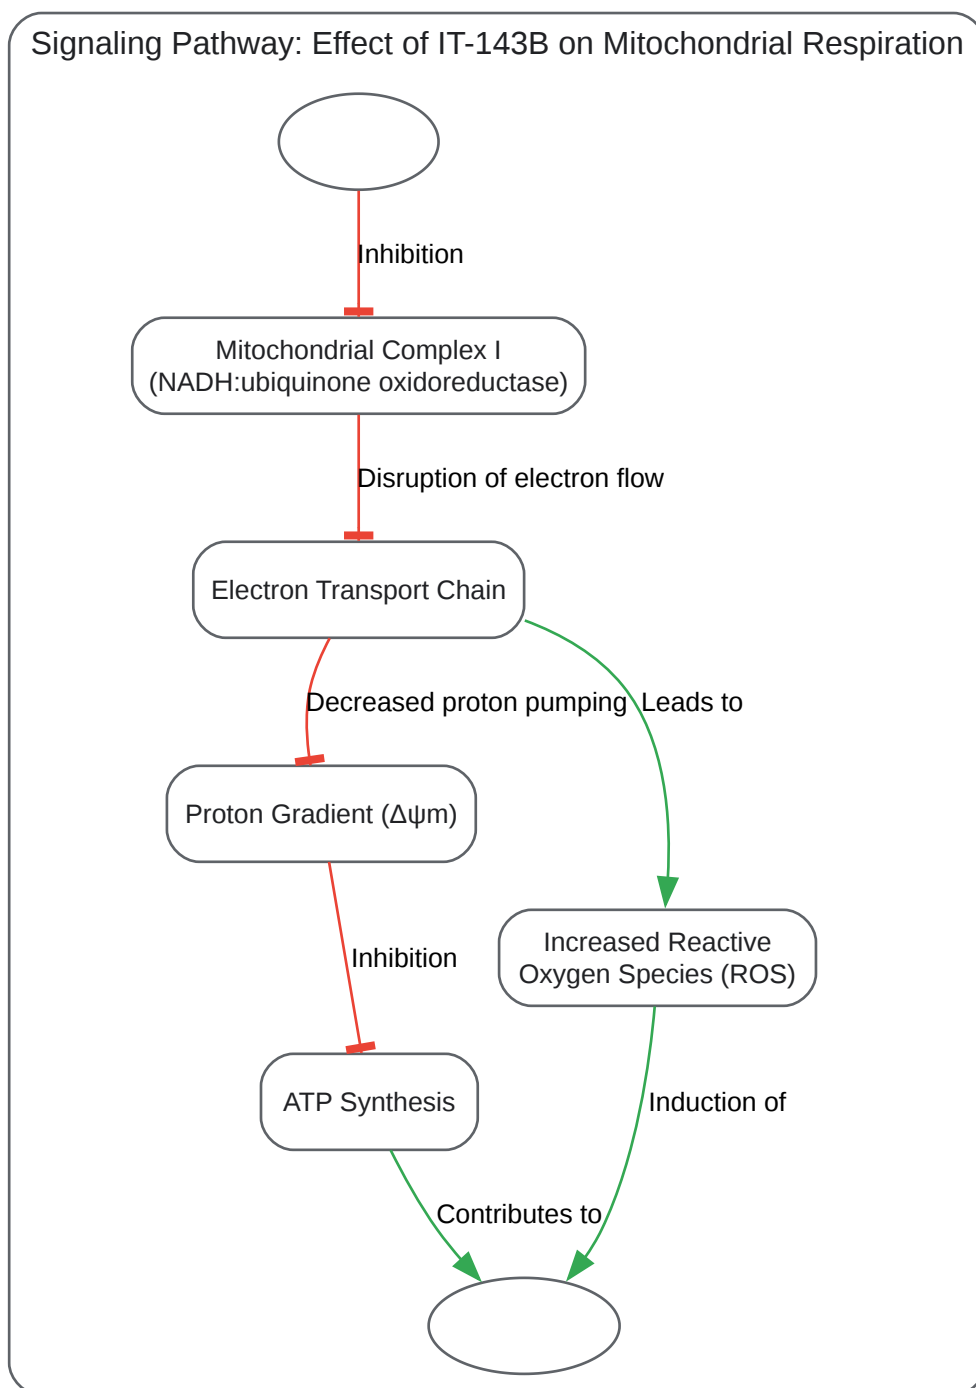 Signaling Pathway: Effect of IT-143B on Mitochondrial Respiration
Inhibition
Mitochondrial Complex I
(NADH:ubiquinone oxidoreductase)
Disruption of electron flow
Electron Transport Chain
Decreased proton pumping
Leads to
Proton Gradient (Δψm)
Increased Reactive
Oxygen Species (ROS)
Inhibition
ATP Synthesis
Induction of
Contributes to